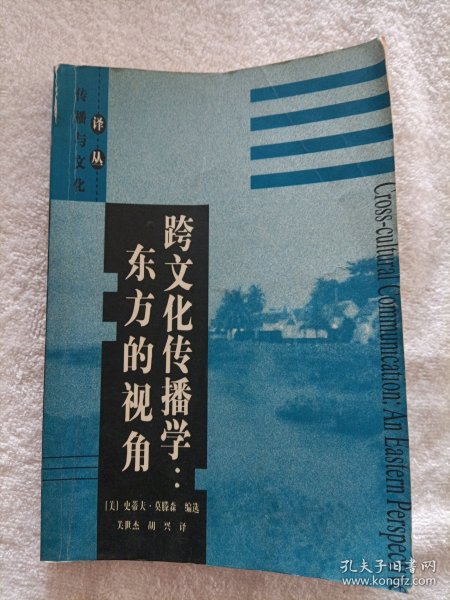 传播与文化
译丛
跨文化传播学：
东方的视角
[美] 史蒂夫·莫滕森 编选
关世杰 胡兴 译
Cross-cultural Communication: An Eastern Perspective
孔夫子旧书网
www.kongfz.com